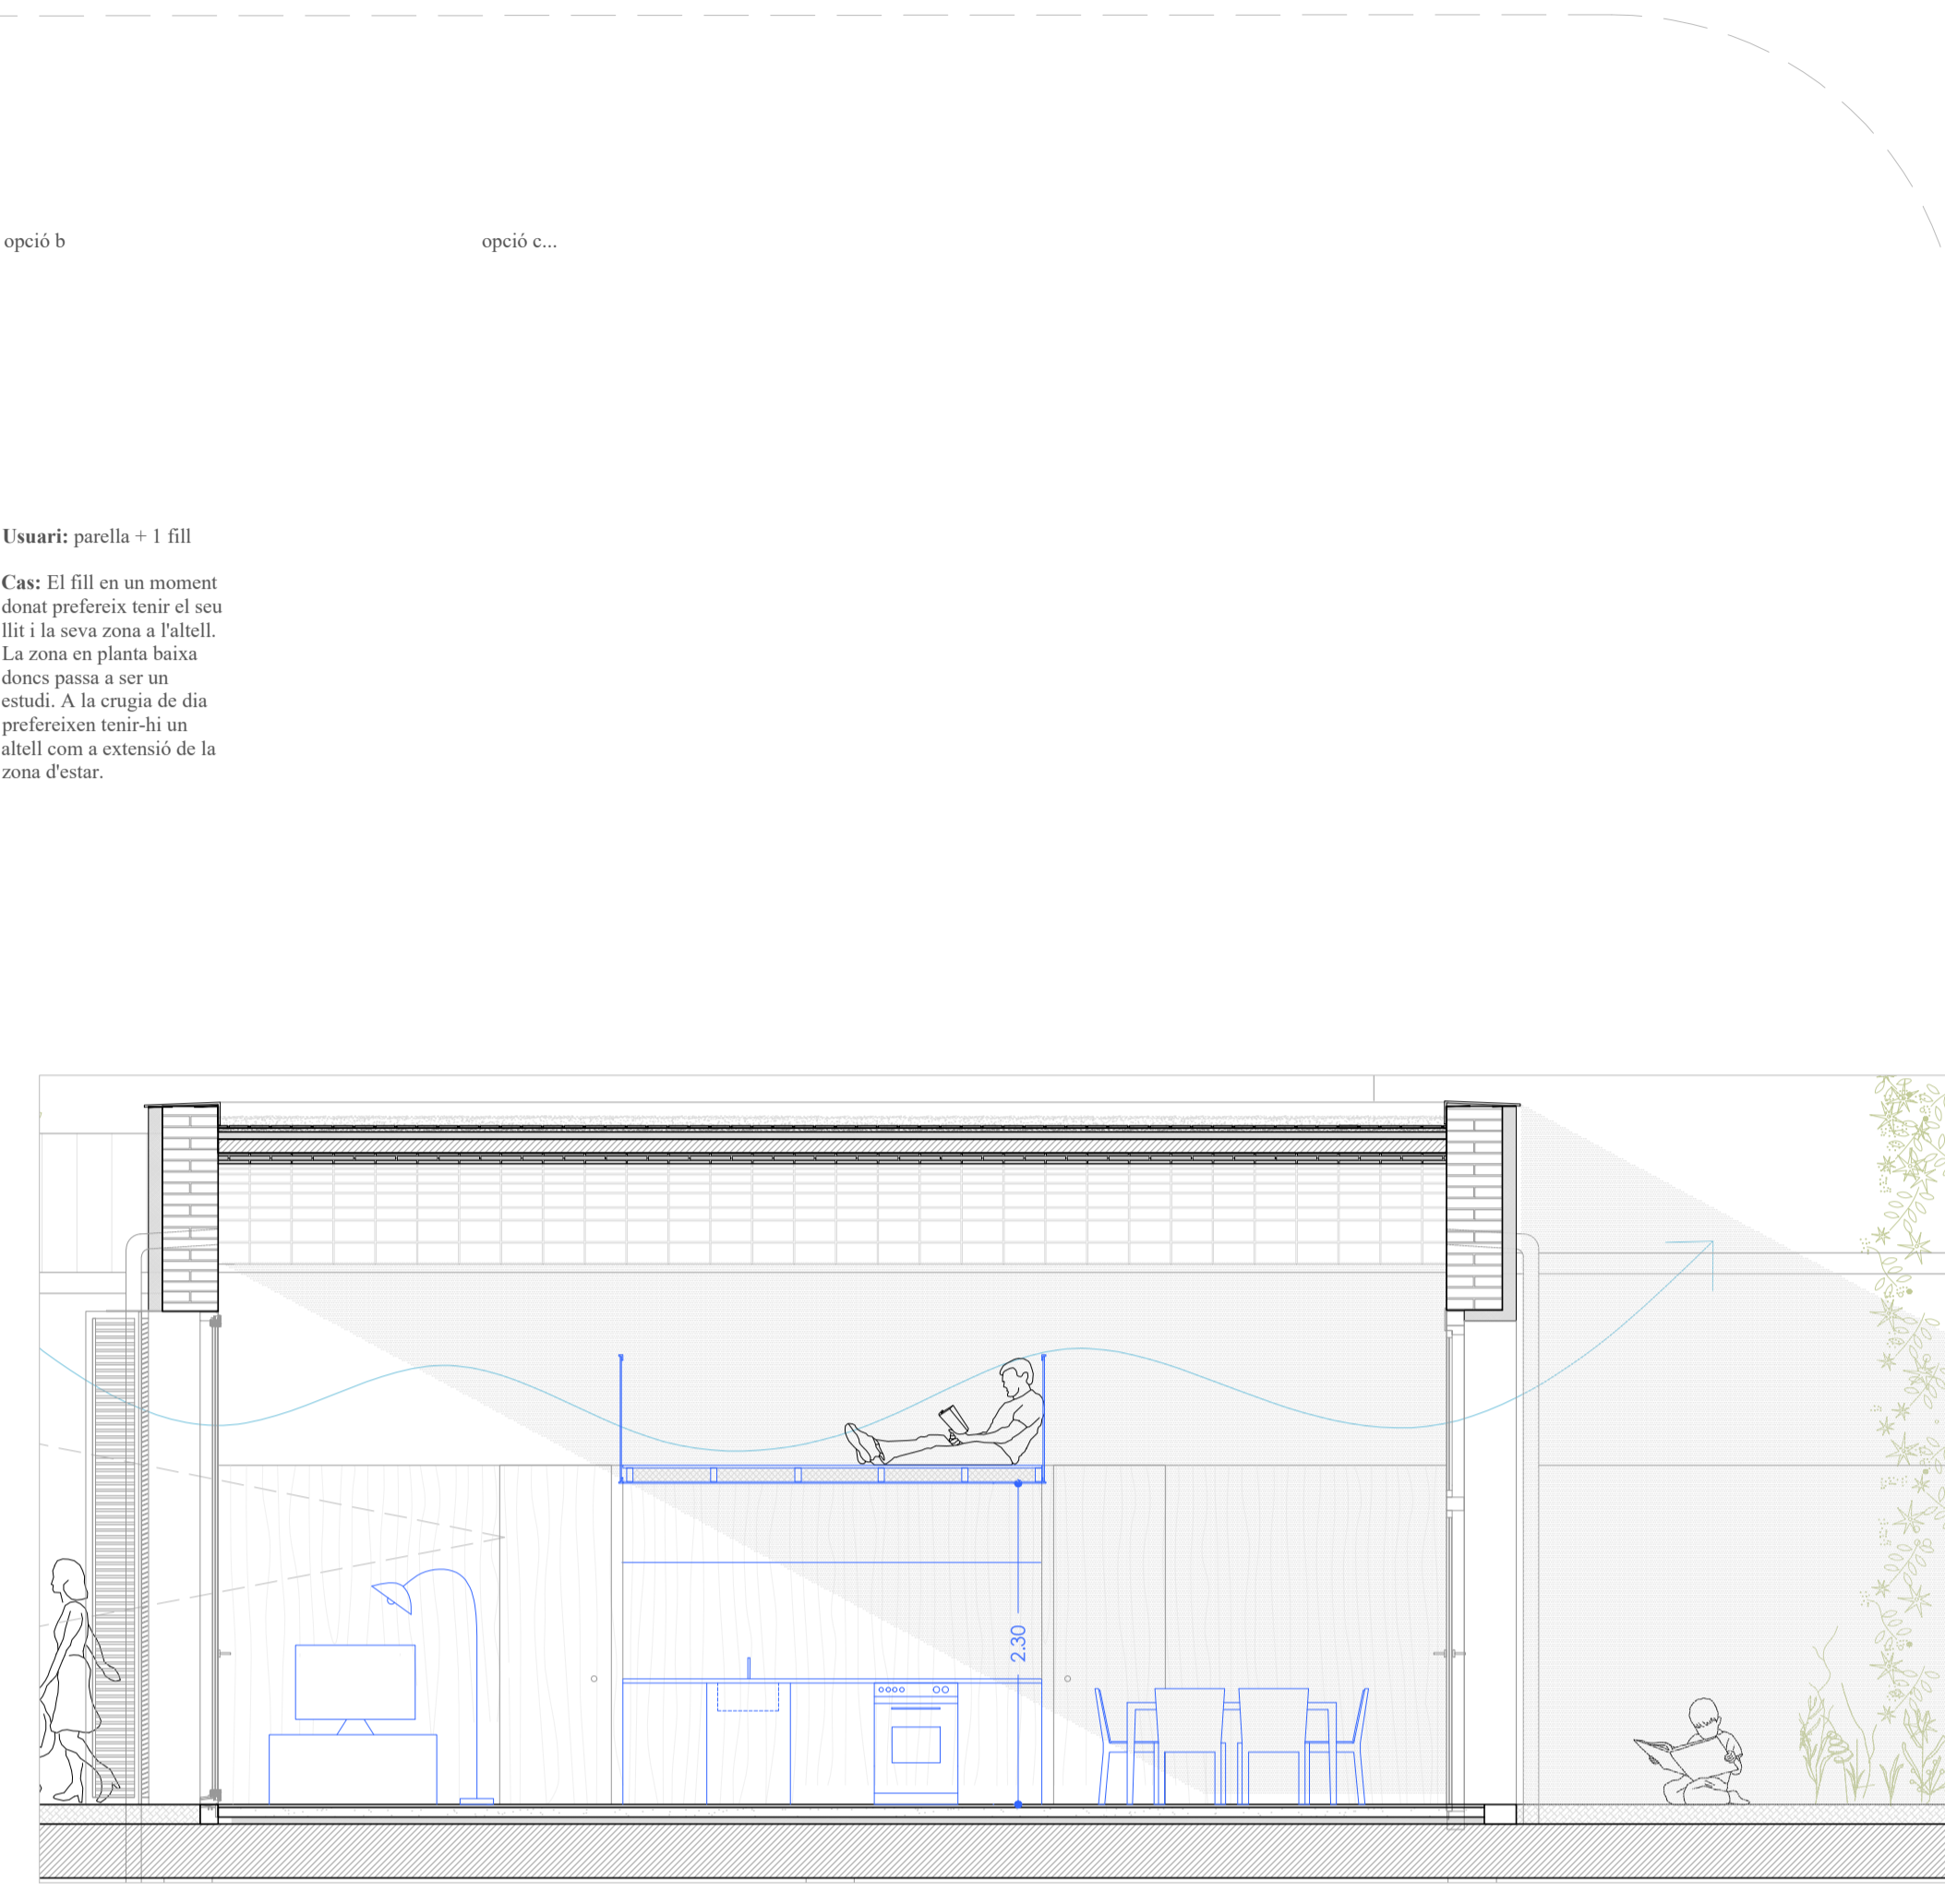 opció b
opció c...
Usuari: parella + 1 fill
Cas: El fill en un moment
donat prefereix tenir el seu
llit i la seva zona a l'altell.
La zona en planta baixa
doncs passa a ser un
estudi. A la crugia de dia
prefereixen tenir-hi un
altell com a extensió de la
zona d'estar.
2.30